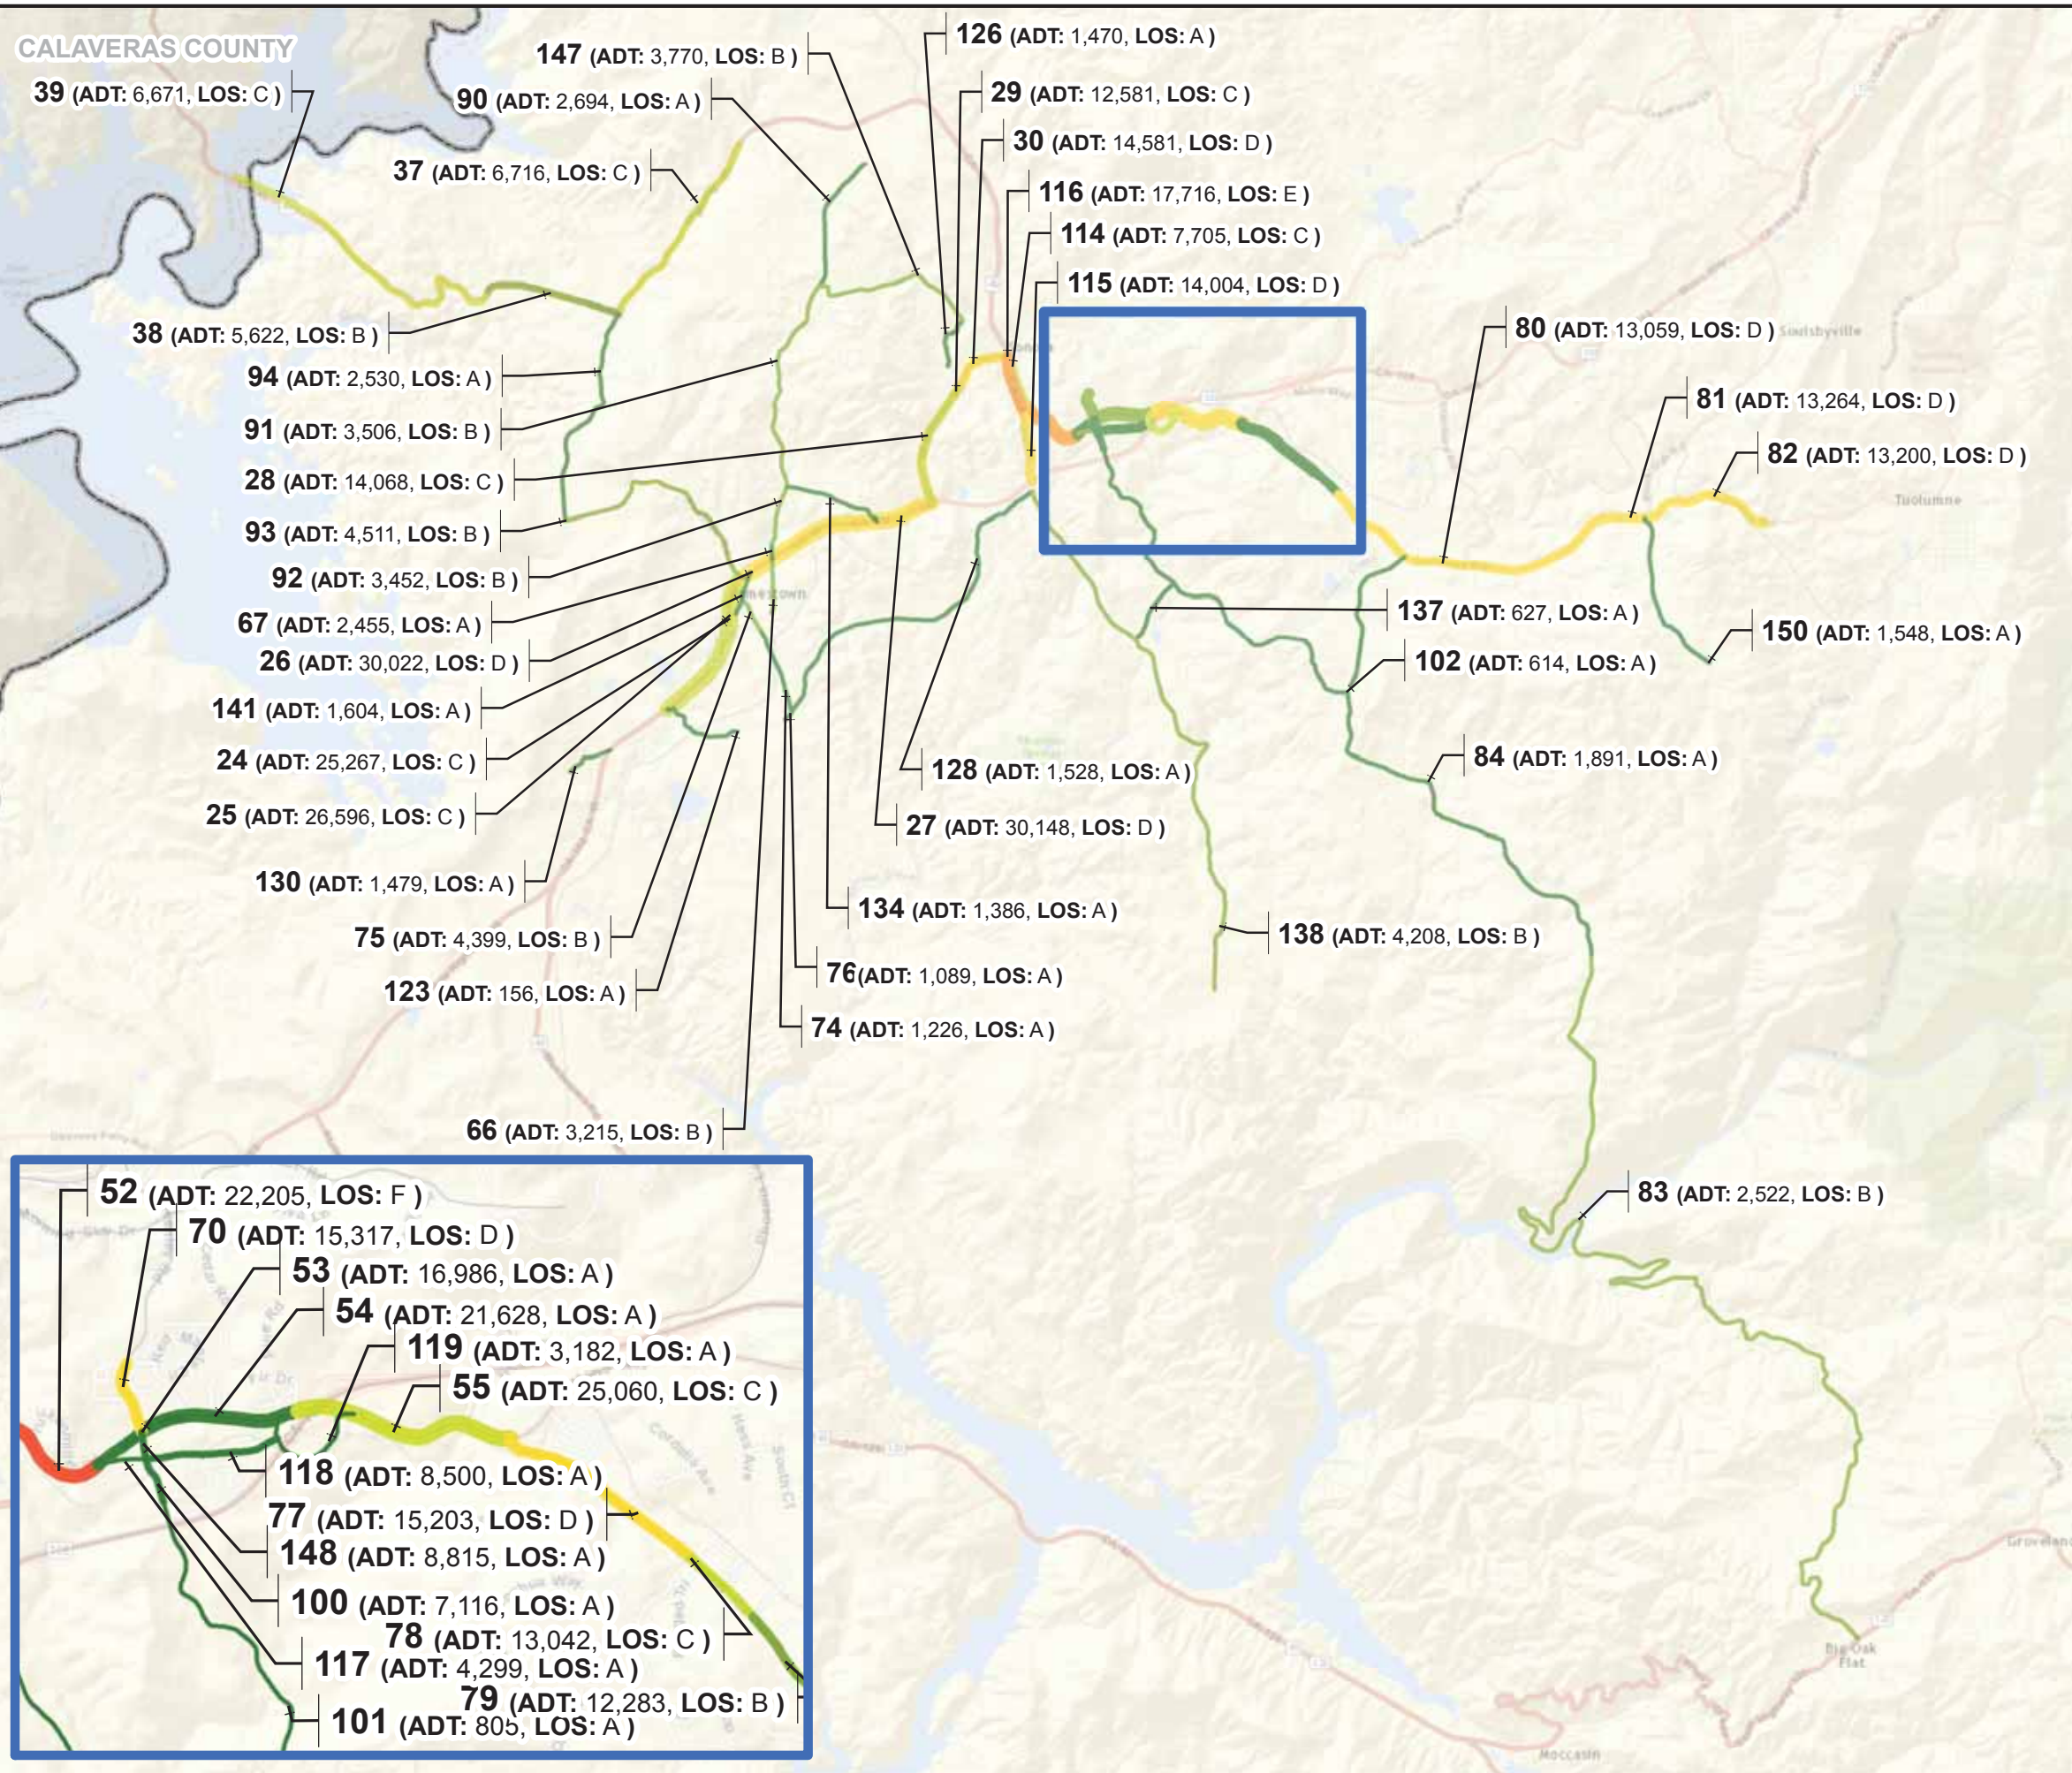 CALAVERAS COUNTY
126 (ADT: 1,470, LOS: A )
147 (ADT: 3,770, LOS: B )
39 (ADT: 6,671, LOS: C )
90 (ADT: 2,694, LOS: A )
29 (ADT: 12,581, LOS: C )
30 (ADT: 14,581, LOS: D )
37 (ADT: 6,716, LOS: C )
116 (ADT: 17,716, LOS: E )
114 (ADT: 7,705, LOS: C )
115 (ADT: 14,004, LOS: D )
38 (ADT: 5,622, LOS: B )
80 (ADT: 13,059, LOS: D )
Soulsbyville
94 (ADT: 2,530, LOS: A )
81 (ADT: 13,264, LOS: D )
91 (ADT: 3,506, LOS: B )
82 (ADT: 13,200, LOS: D )
28 (ADT: 14,068, LOS: C )
Tuolumne
93 (ADT: 4,511, LOS: B )
92 (ADT: 3,452, LOS: B )
67 (ADT: 2,455, LOS: A )
137 (ADT: 627, LOS: A )
150 (ADT: 1,548, LOS: A )
26 (ADT: 30,022, LOS: D )
102 (ADT: 614, LOS: A )
141 (ADT: 1,604, LOS: A )
24 (ADT: 25,267, LOS: C )
84 (ADT: 1,891, LOS: A )
128 (ADT: 1,528, LOS: A )
25 (ADT: 26,596, LOS: C )
27 (ADT: 30,148, LOS: D )
130 (ADT: 1,479, LOS: A )
134 (ADT: 1,386, LOS: A )
75 (ADT: 4,399, LOS: B )
138 (ADT: 4,208, LOS: B )
76(ADT: 1,089, LOS: A )
123 (ADT: 156, LOS: A )
74 (ADT: 1,226, LOS: A )
66 (ADT: 3,215, LOS: B )
83 (ADT: 2,522, LOS: B )
52 (ADT: 22,205, LOS: F )
70 (ADT: 15,317, LOS: D )
53 (ADT: 16,986, LOS: A )
54 (ADT: 21,628, LOS: A )
119 (ADT: 3,182, LOS: A )
55 (ADT: 25,060, LOS: C )
Cordelia Ave
Hess Ave
South Ct
118 (ADT: 8,500, LOS: A )
77 (ADT: 15,203, LOS: D )
148 (ADT: 8,815, LOS: A )
100 (ADT: 7,116, LOS: A )
78 (ADT: 13,042, LOS: C )
117 (ADT: 4,299, LOS: A )
79 (ADT: 12,283, LOS: B )
101 (ADT: 805, LOS: A )
Groveland
Big Oak
Flat
Moccasin